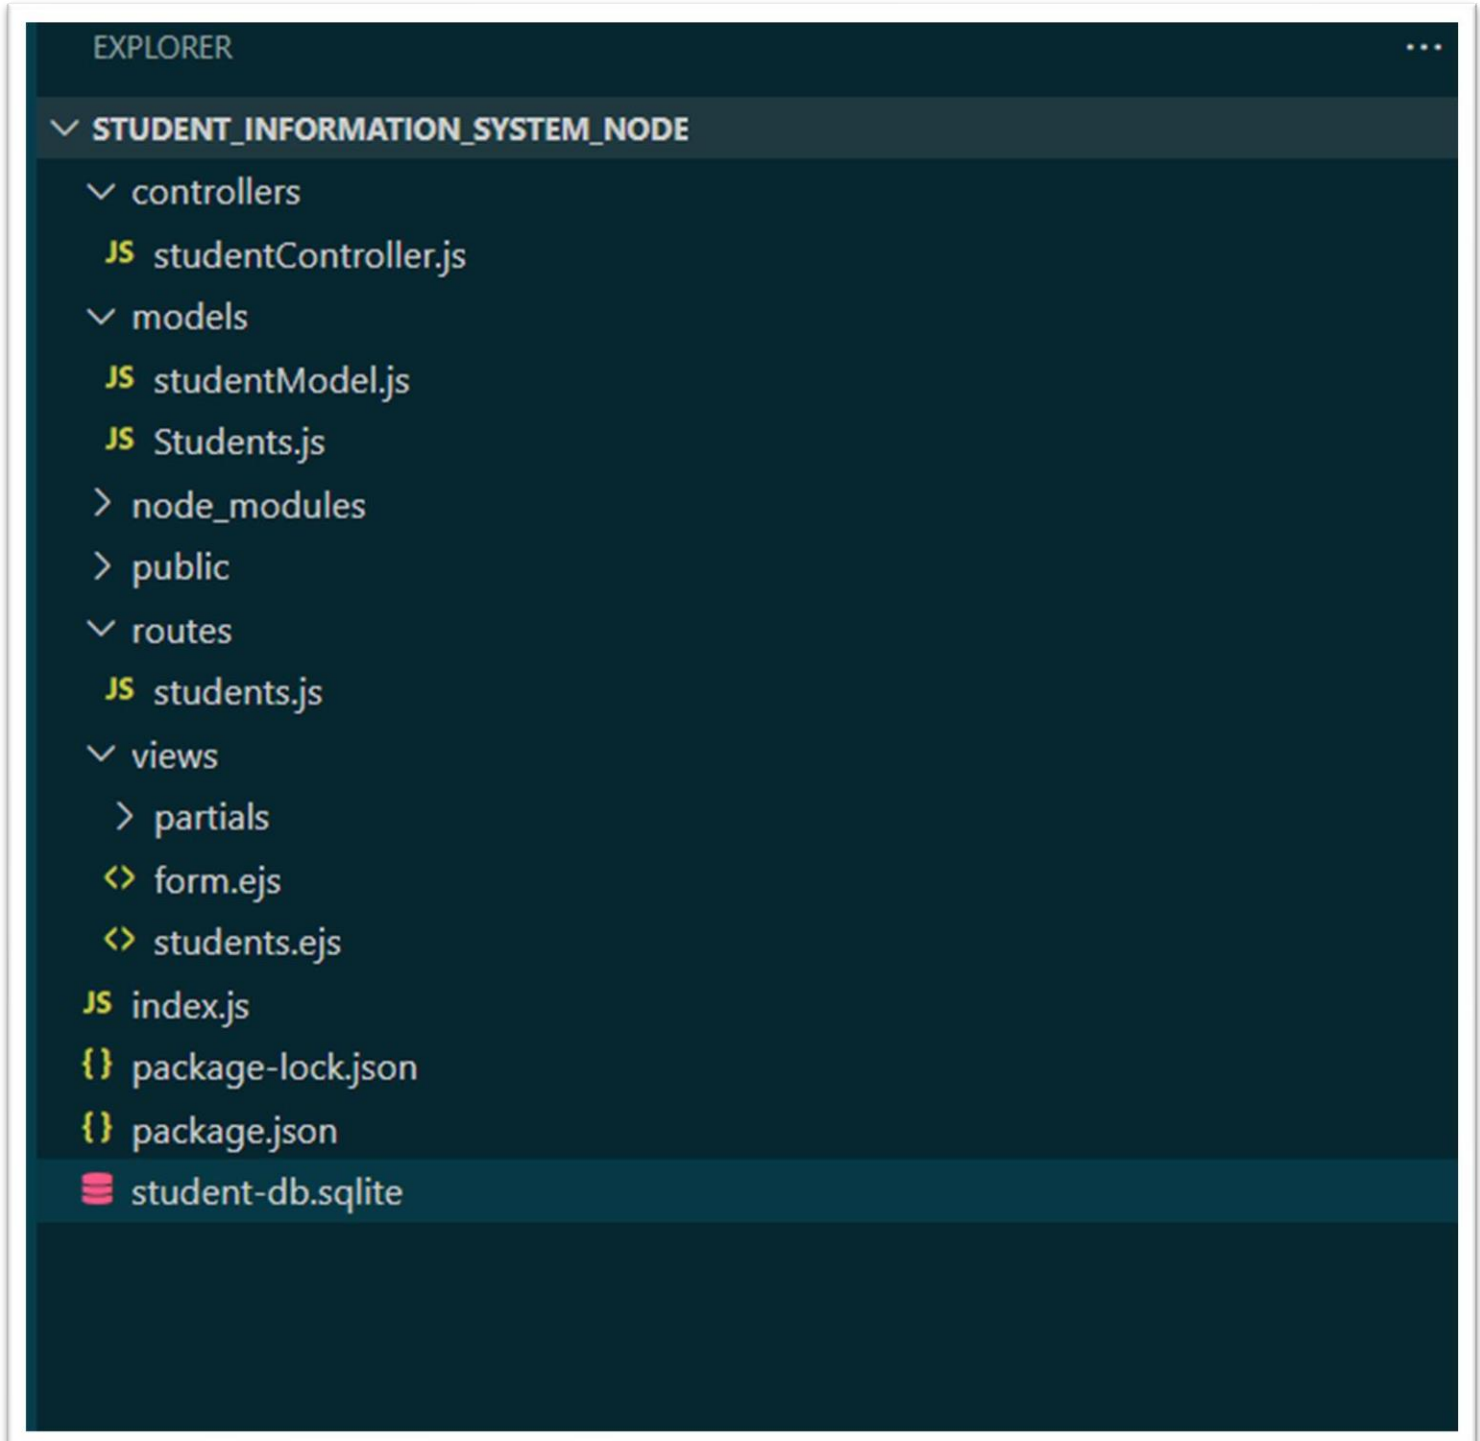 EXPLORER ...
STUDENT_INFORMATION_SYSTEM_NODE
controllers
JS studentController.js
models
JS studentModel.js
JS Students.js
node_modules
public
routes
JS students.js
views
partials
<> form.ejs
<> students.ejs
JS index.js
{} package-lock.json
{} package.json
student-db.sqlite